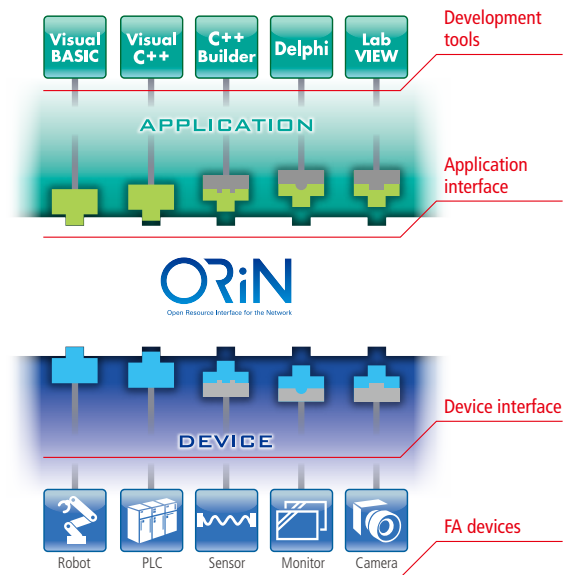 Visual
BASIC
Visual
C++
C++
Builder
Delphi
Lab
VIEW
Development
tools
APPLICATION
Application
interface
ORiN
Open Resource Interface for the Network
Device interface
DEVICE
FA devices
Robot
PLC
Sensor
Monitor
Camera